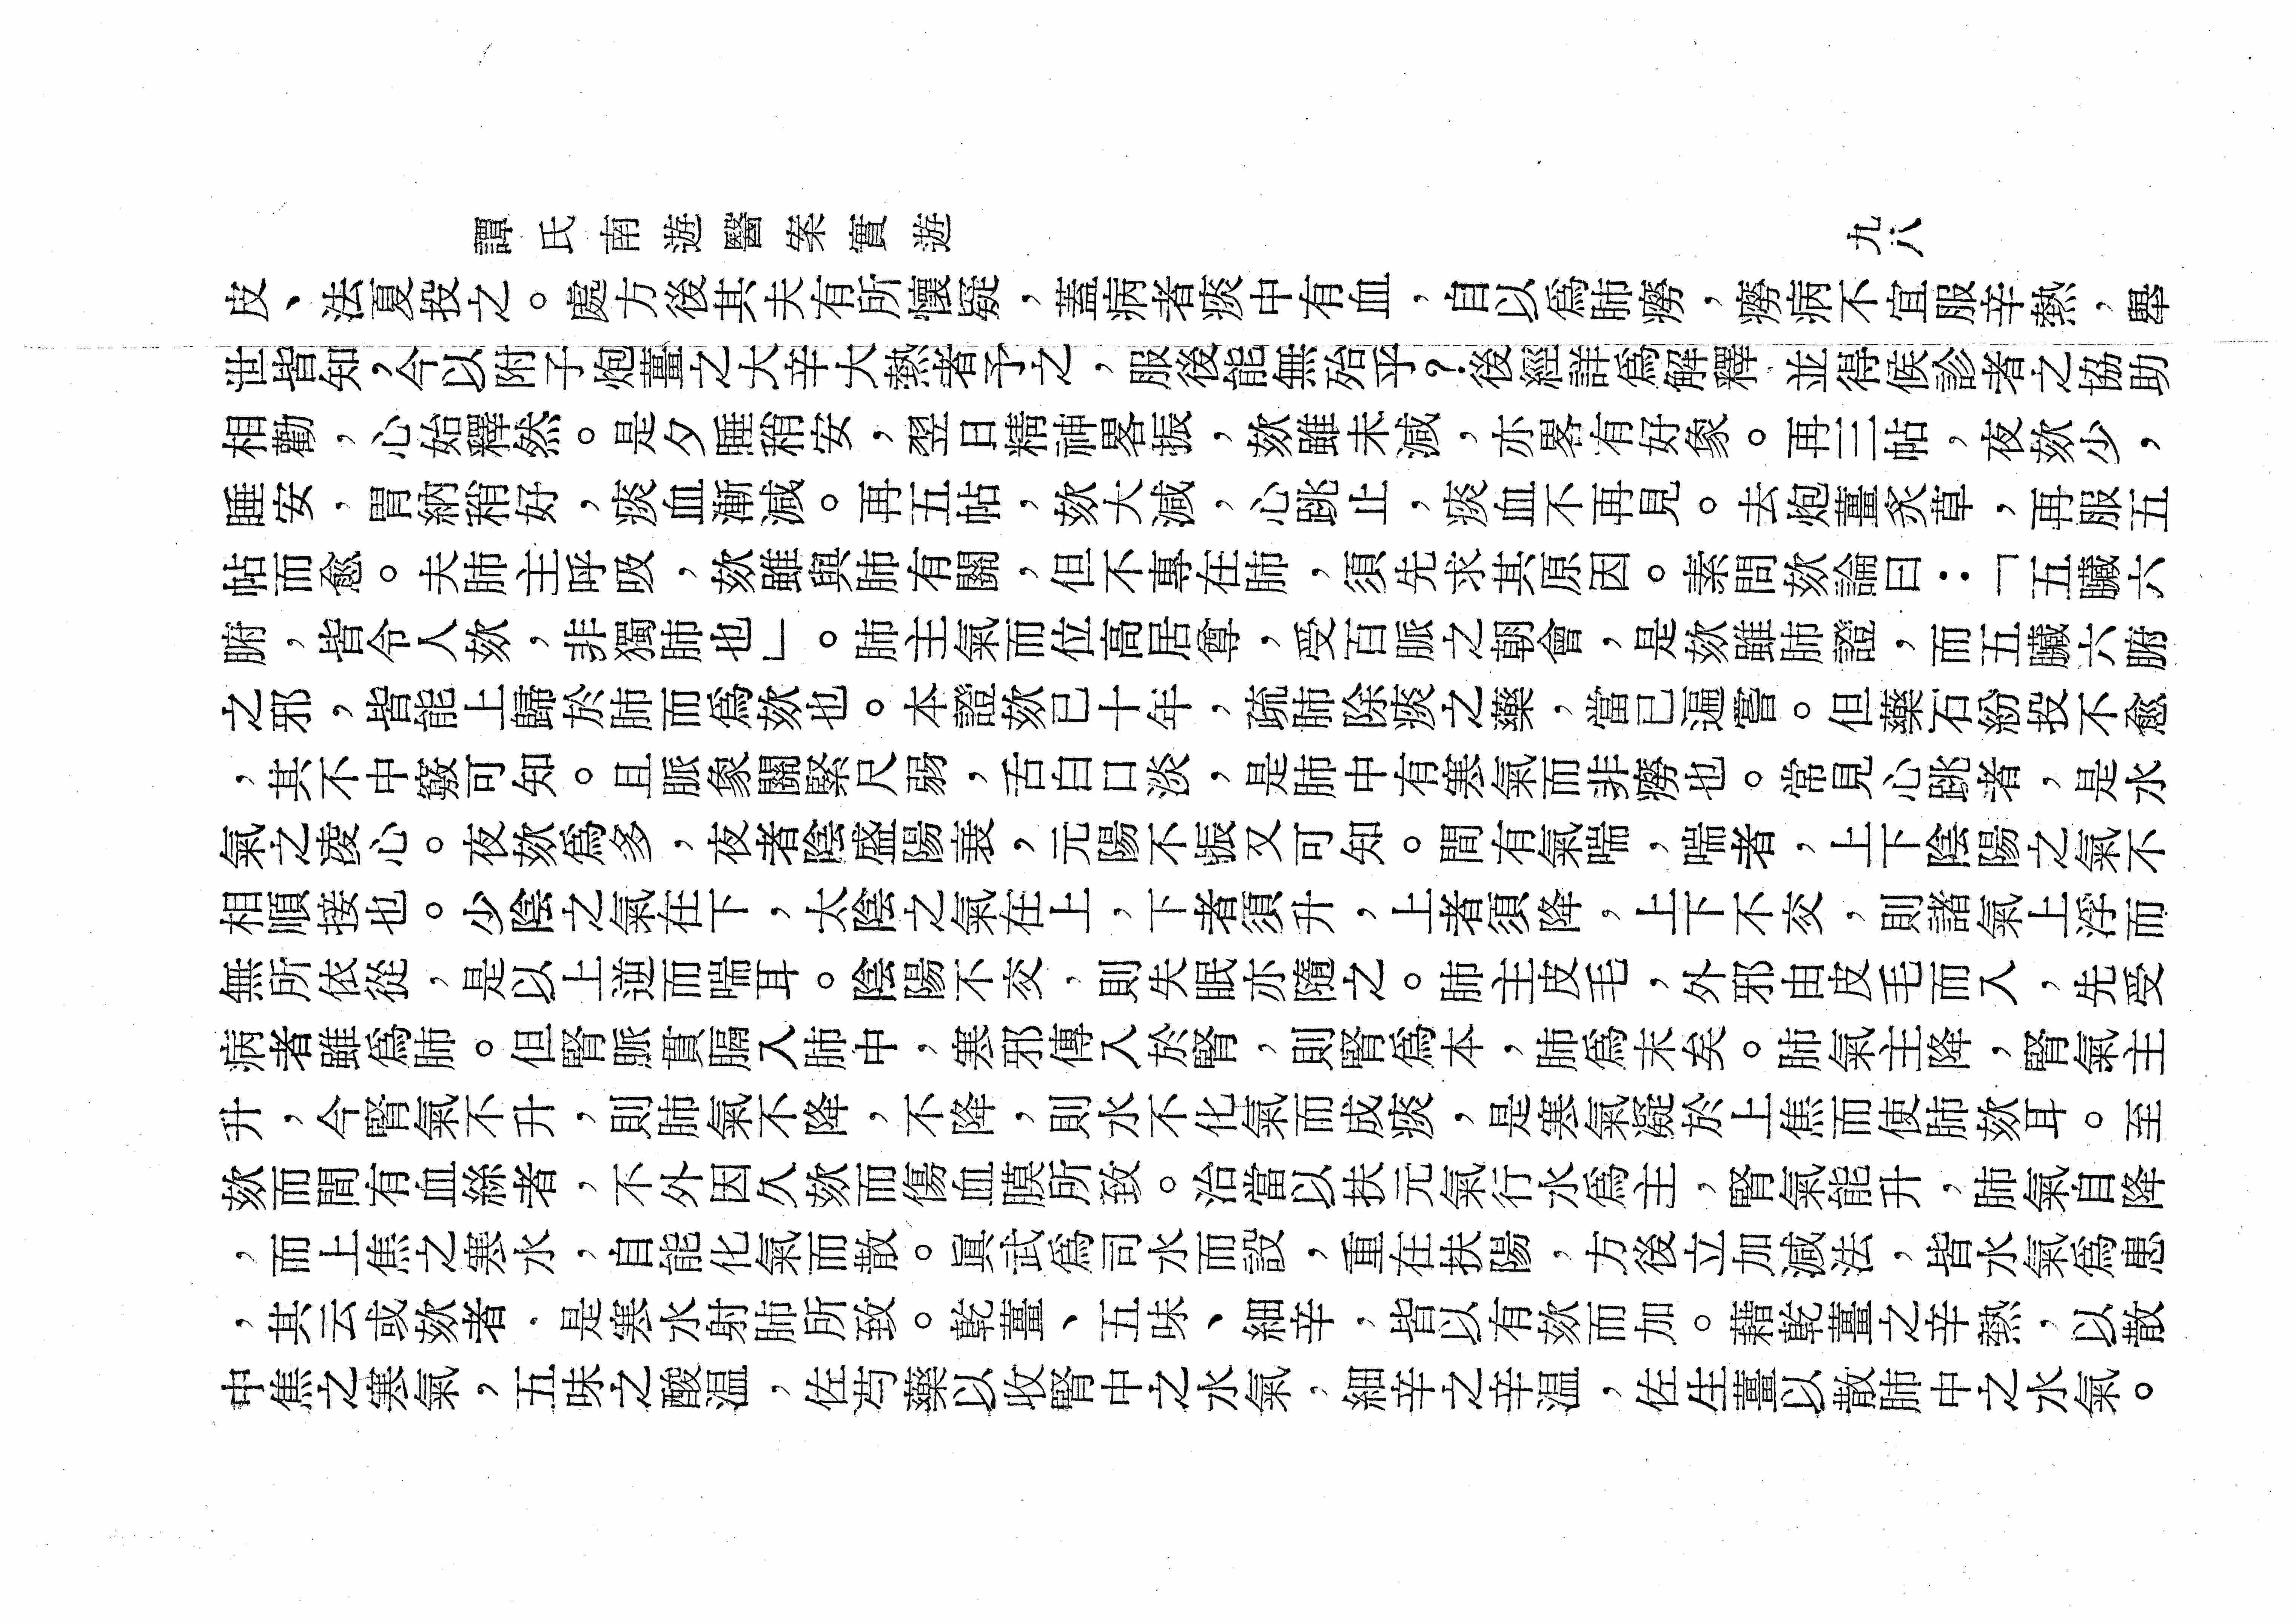 譚氏南遊醫案實遊
九八
皮、法夏投之。處方後其夫有所懷疑，蓋病者痰中有血，自以爲肺癆，癆病不宜服辛熱，舉
世皆知，今以附子炮薑之大辛大熱者予之，服後能無殆乎？後經詳爲解釋 並得候診者之協助
相勸，心始釋然。是夕睡稍安，翌日精神畧振，欬雖未減，亦畧有好象。再三帖，夜欬少，
睡安，胃納稍好，痰血漸減。再五帖，欬大減，心跳止，痰血不再見。去炮薑炙草，再服五
帖而愈。夫肺主呼吸，欬雖與肺有關，但不專在肺，須先求其原因。素問欬論曰：「五臟六
腑，皆令人欬，非獨肺也」。肺主氣而位高居尊，受百脈之朝會，是欬雖肺證，而五臟六腑
之邪，皆能上歸於肺而爲欬也。本證欬已十年，疏肺除痰之藥，當已遍嘗。但藥石紛投不愈
，其不中竅可知。且脈象關緊尺弱，舌白口淡，是肺中有寒氣而非癆也。常見心跳者，是水
氣之凌心。夜欬爲多，夜者陰盛陽衰，元陽不振又可知。間有氣喘，喘者，上下陰陽之氣不
相順接也。少陰之氣在下，太陰之氣在上，下者須升，上者須降，上下不交，則諸氣上浮而
無所依從，是以上逆而喘耳。陰陽不交，則失眠亦隨之。肺主皮毛，外邪由皮毛而入，先受
病者雖爲肺。但腎脈貫膈入肺中，寒邪傳入於腎，則腎爲本，肺爲末矣。肺氣主降，腎氣主
升，今腎氣不升，則肺氣不降，不降，則水不化氣而成痰，是寒氣凝於上焦而使肺欬耳。至
欬而間有血絲者，不外因久欬而傷血膜所致。治當以扶元氣行水爲主，腎氣能升，肺氣自降
，而上焦之寒水，自能化氣而散。眞武爲司水而設，重在扶陽，方後立加減法，皆水氣爲患
，其云或欬者．是寒水射肺所致。乾薑、五味、細辛，皆以有欬而加。藉乾薑之辛熱，以散
中焦之寒氣，五味之酸温，佐芍藥以收腎中之水氣，細辛之辛温，佐生薑以散肺中之水氣。